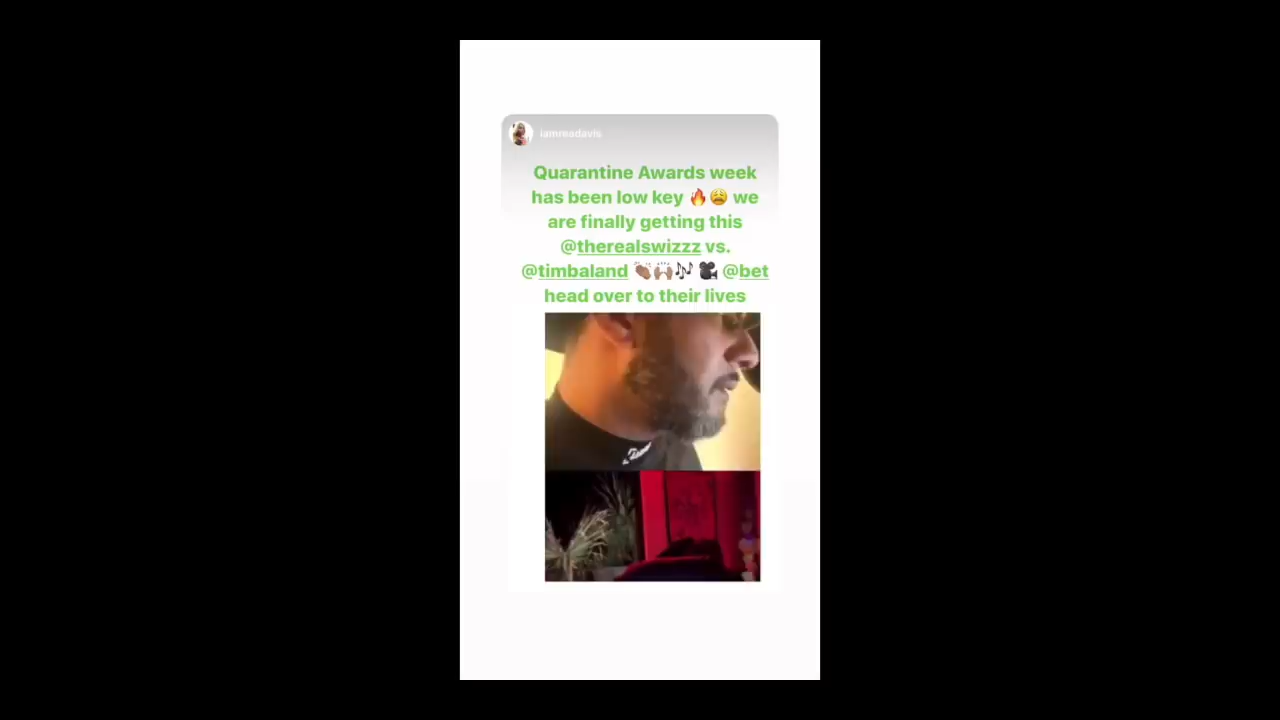 iamreadavis
Quarantine Awards week
has been low key 🔥😩 we
are finally getting this
@therealswizzz vs.
@timbaland 👏🏽🙌🏽🎶 🎥 @bet
head over to their lives